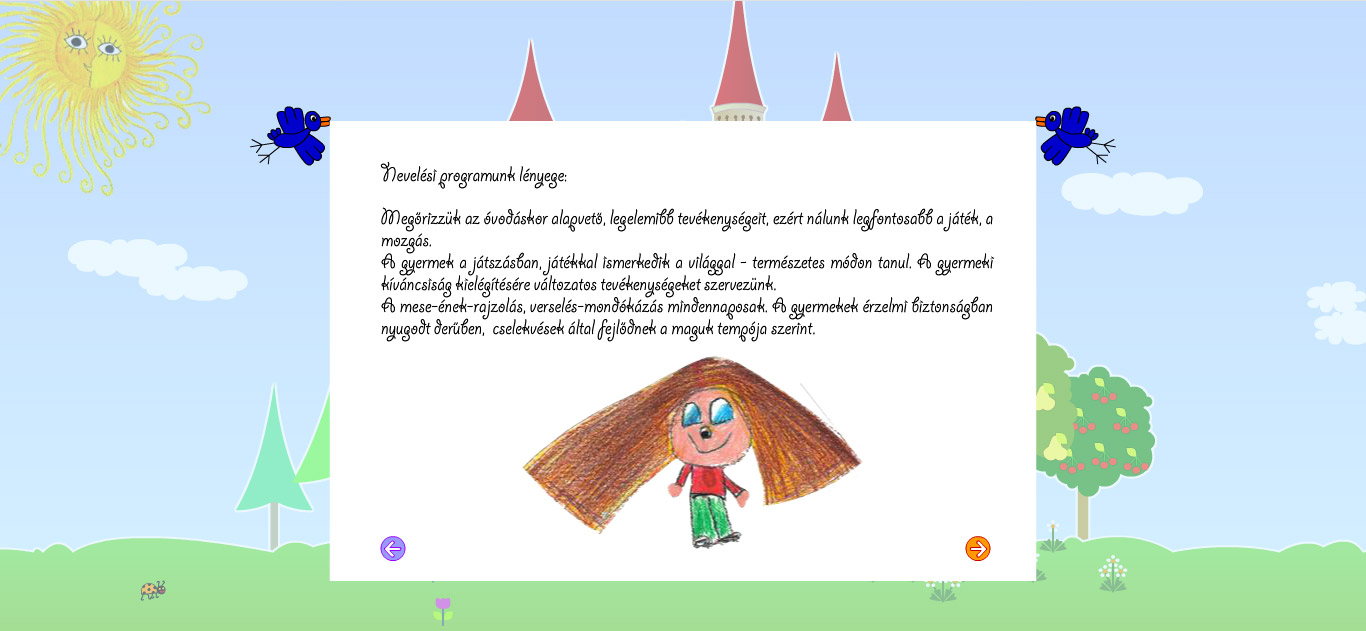 Nevelési programunk lényege:
Megőrizzük az óvodáskor alapvető, legelemibb tevékenységeit, ezért nálunk legfontosabb a játék, a
mozgás.
A gyermek a játszásban, játékkal ismerkedik a világgal - természetes módon tanul. A gyermeki
kíváncsiság kielégítésére változatos tevékenységeket szervezünk.
A mese-ének-rajzolás, verselés-mondókázás mindennaposak. A gyermekek érzelmi biztonságban
nyugodt derűben, cselekvések által fejlődnek a maguk tempója szerint.